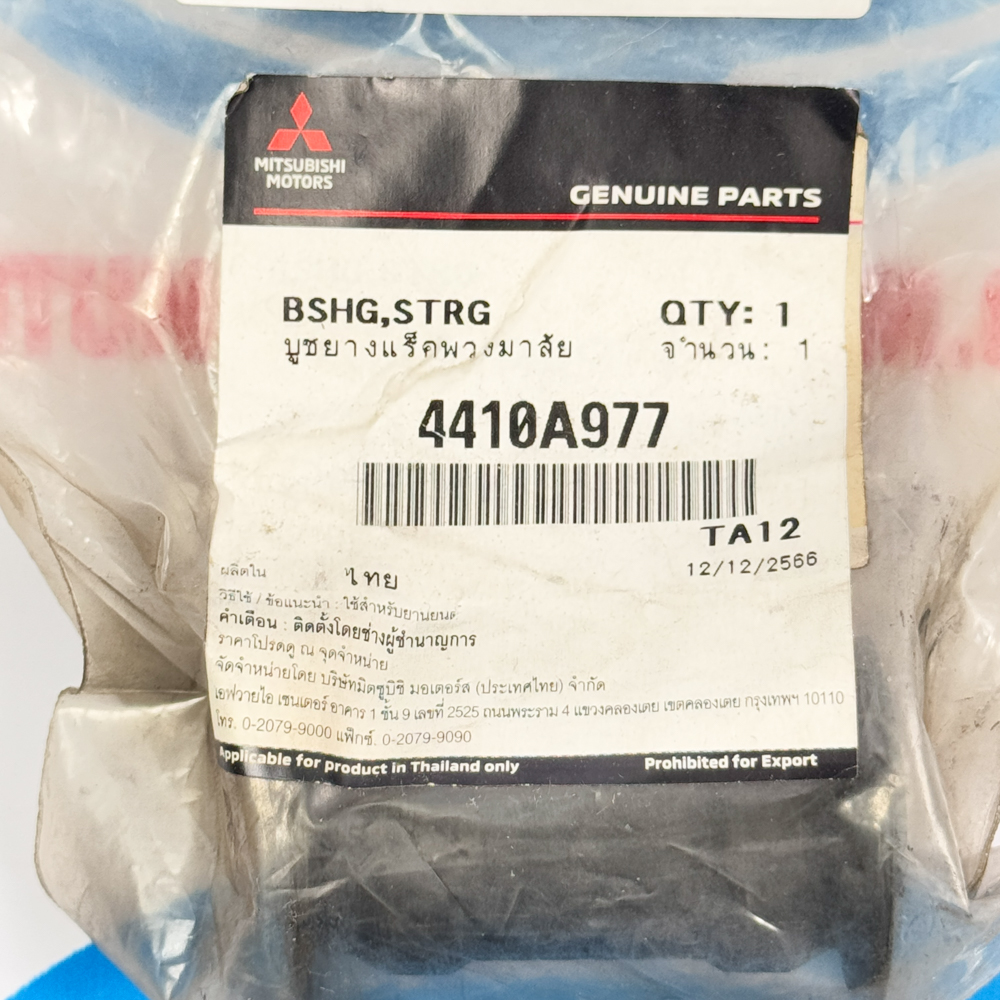 MITSUBISHI
MOTORS
GENUINE PARTS
BSHG,STRG QTY: 1
บูชยางแร็คพวงมาลัย จำนวน: 1
4410A977
TA12
12/12/2566
ผลิตใน ไทย
วิธีใช้ / ข้อแนะนำ : ใช้สำหรับยานยนต์
คำเตือน : ติดตั้งโดยช่างผู้ชำนาญการ
ราคาโปรดดู ณ จุดจำหน่าย
จัดจำหน่ายโดย บริษัทมิตซูบิชิ มอเตอร์ส (ประเทศไทย) จำกัด
เอฟวายไอ เซนเตอร์ อาคาร 1 ชั้น 9 เลขที่ 2525 ถนนพระราม 4 แขวงคลองเตย เขตคลองเตย กรุงเทพฯ 10110
โทร. 0-2079-9000 แฟ็กซ์. 0-2079-9090
Applicable for product in Thailand only Prohibited for Export